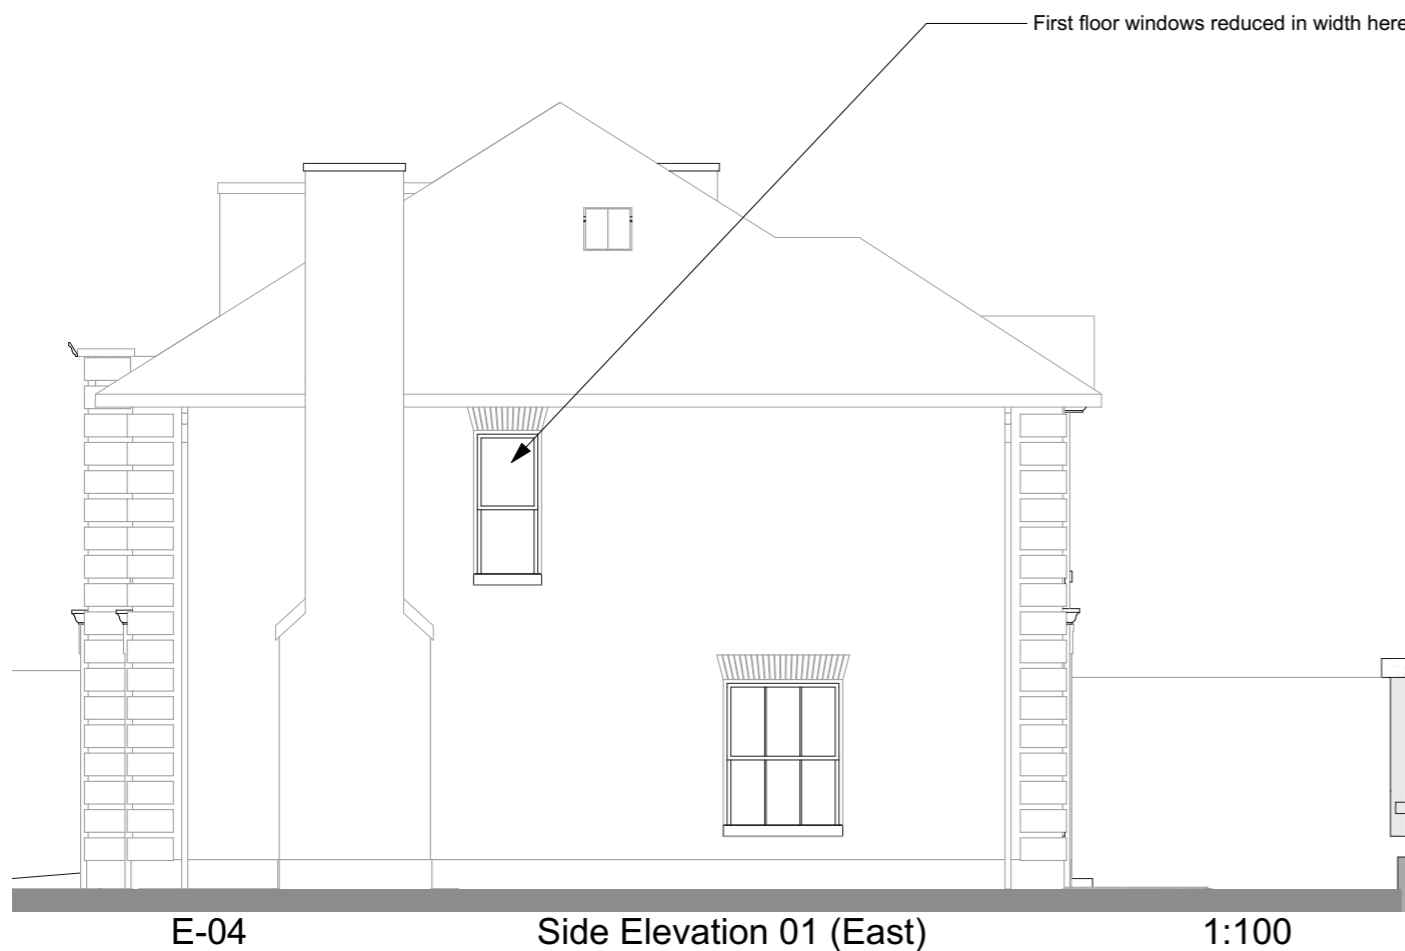 First floor windows reduced in width here
E-04 Side Elevation 01 (East) 1:100